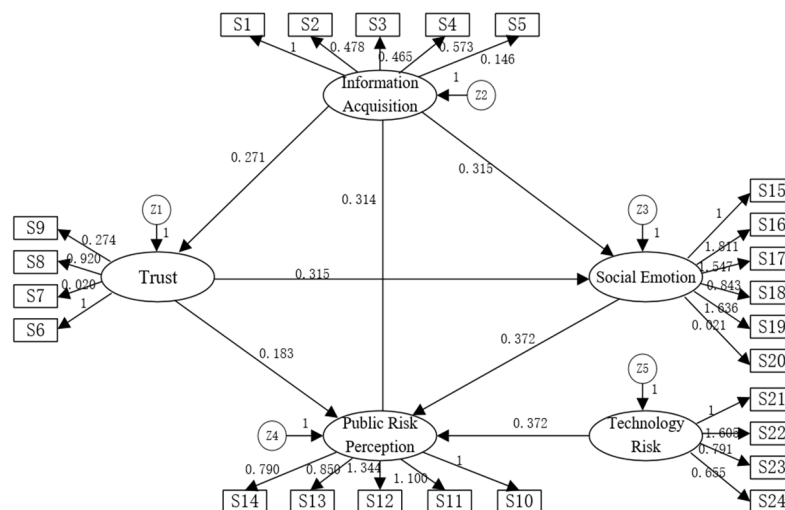 S1 S2 S3 S4 S5
1 0.478 0.465 0.573 0.146
Information
Acquisition
1
Z2
0.271
0.314
0.315
Z1
1
Z3
1
S9
S8
S7
S6
0.274
0.920
0.020
1
Trust
0.315
Social Emotion
S15
S16
S17
S18
S19
S20
1
1.811
1.547
0.843
1.636
0.021
0.183
0.372
Z5
1
Z4
1
Public Risk
Perception
0.372
Technology
Risk
S21
S22
S23
S24
1
1.605
0.791
0.655
0.790 0.850 1.344 1.100 1
S14 S13 S12 S11 S10